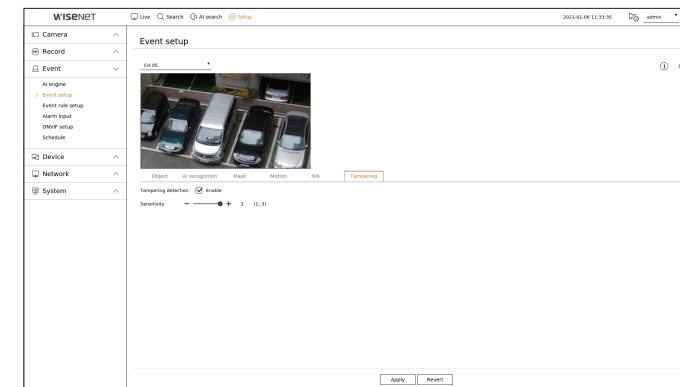 WISENET
Live Search AI search Setup 2021-01-06 11:33:35 admin
Camera
Record
Event
AI engine
Event setup
Event rule setup
Alarm input
ONVIF setup
Schedule
Device
Network
System
Event setup
CH 05
Object AI recognition Mask Motion IVA Tampering
Tampering detection Enable
Sensitivity 3 (1..3)
Apply Revert